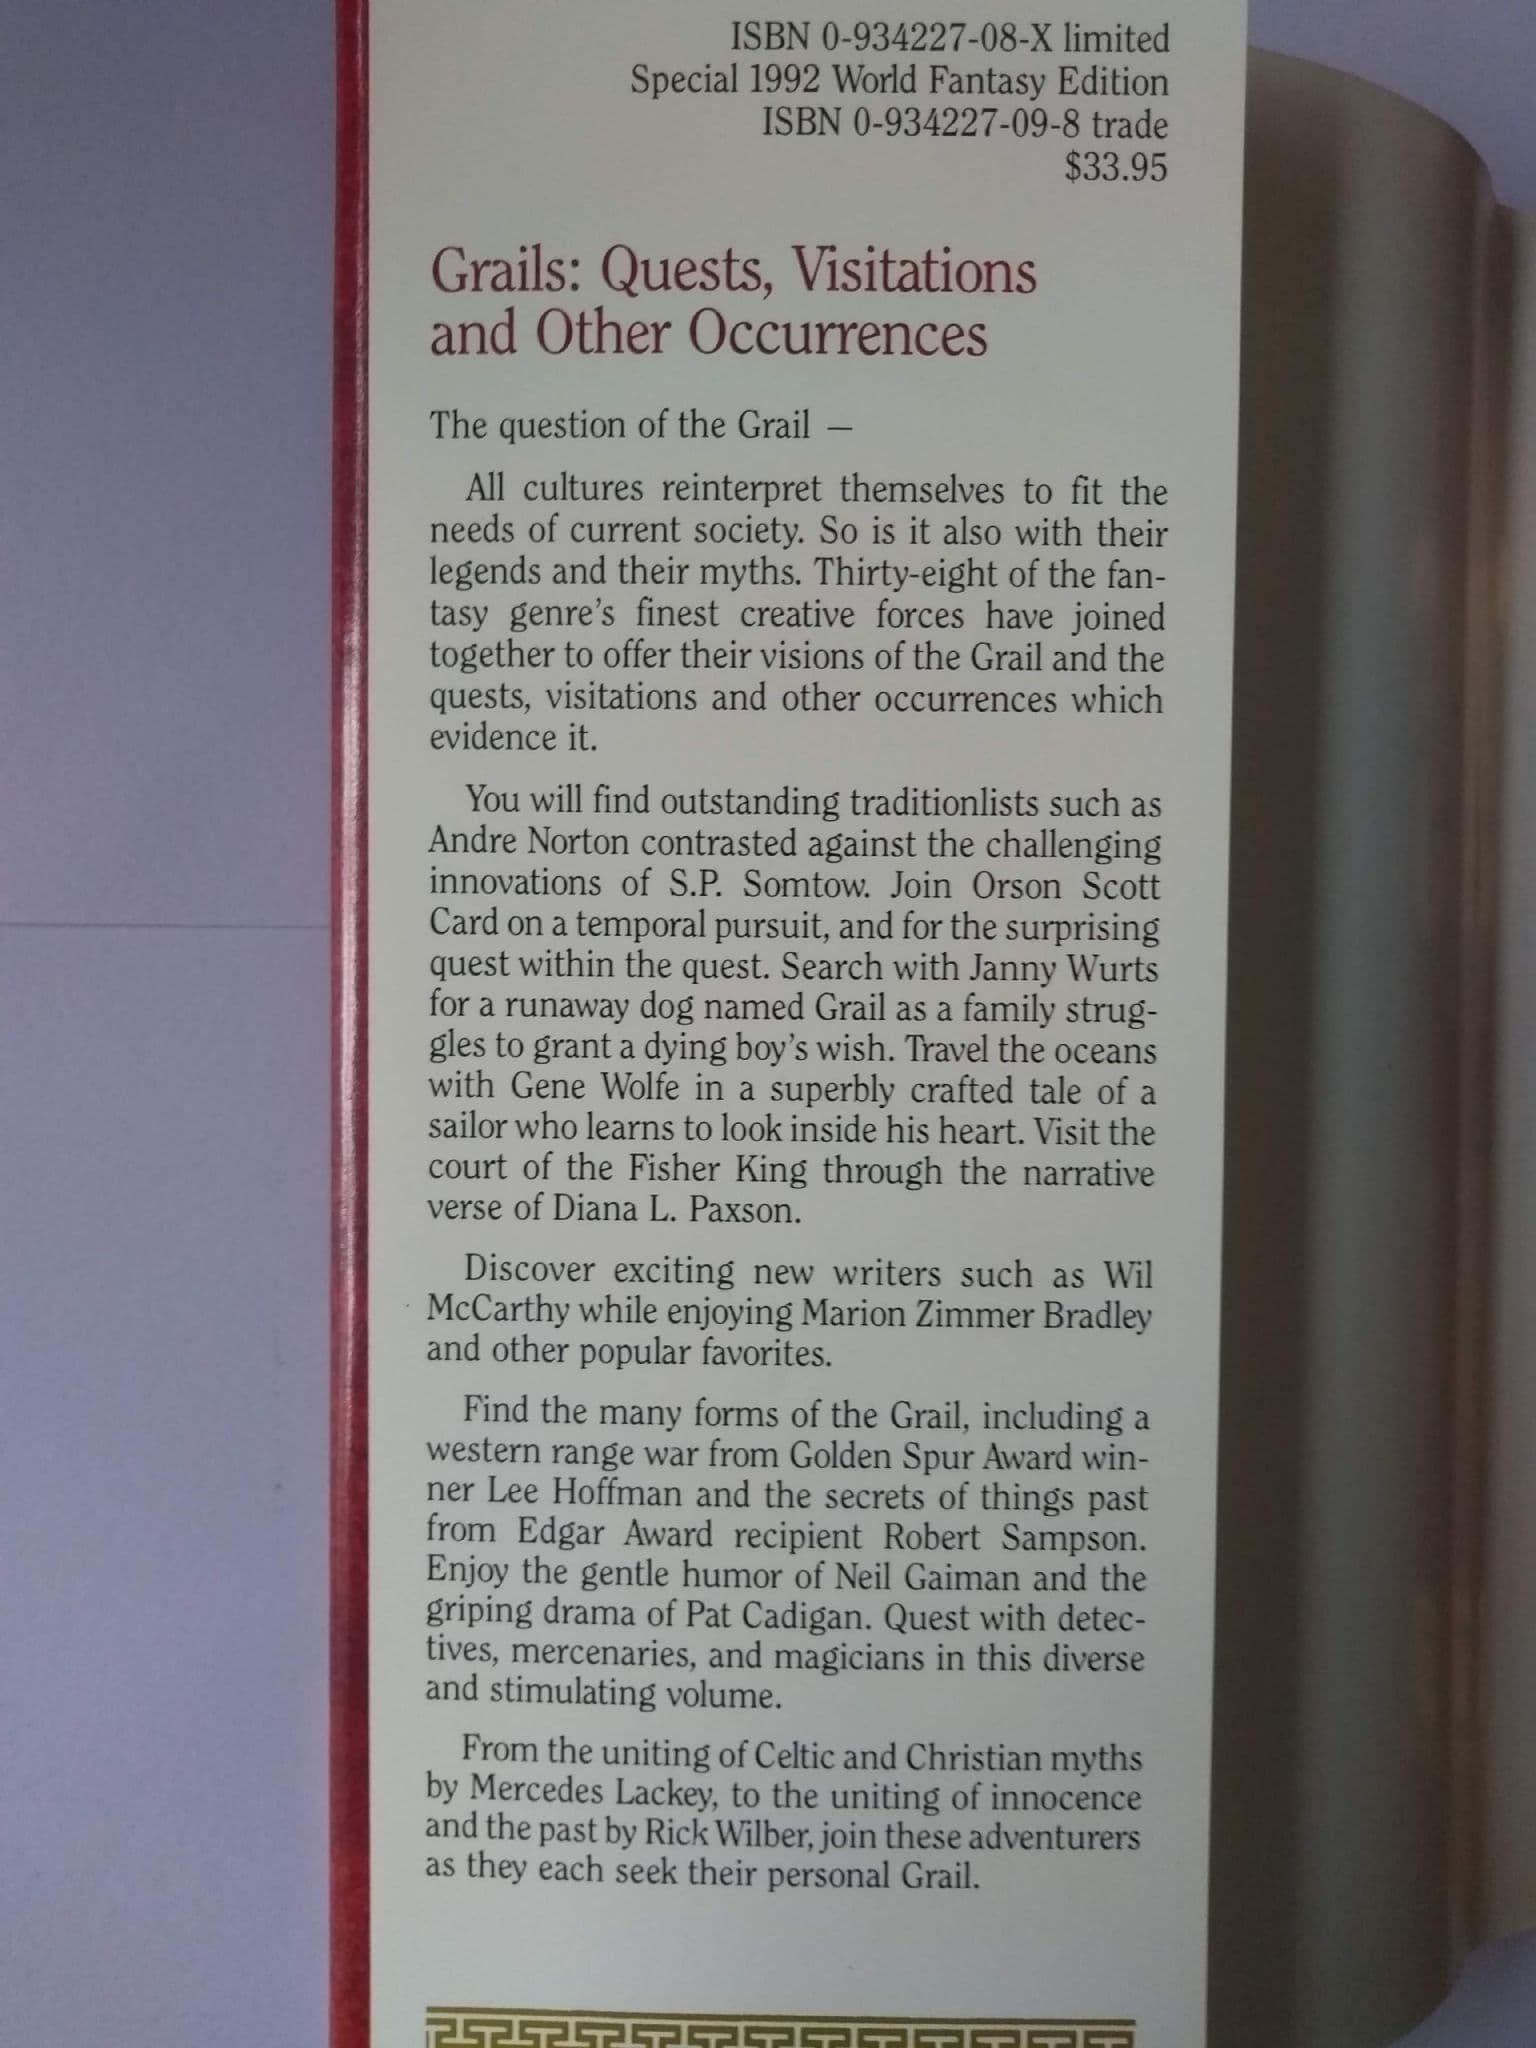 ISBN 0-934227-08-X limited
Special 1992 World Fantasy Edition
ISBN 0-934227-09-8 trade
$33.95
Grails: Quests, Visitations
and Other Occurrences
The question of the Grail —
All cultures reinterpret themselves to fit the
needs of current society. So is it also with their
legends and their myths. Thirty-eight of the fan-
tasy genre's finest creative forces have joined
together to offer their visions of the Grail and the
quests, visitations and other occurrences which
evidence it.
You will find outstanding traditionlists such as
Andre Norton contrasted against the challenging
innovations of S.P. Somtow. Join Orson Scott
Card on a temporal pursuit, and for the surprising
quest within the quest. Search with Janny Wurts
for a runaway dog named Grail as a family strug-
gles to grant a dying boy's wish. Travel the oceans
with Gene Wolfe in a superbly crafted tale of a
sailor who learns to look inside his heart. Visit the
court of the Fisher King through the narrative
verse of Diana L. Paxson.
Discover exciting new writers such as Wil
McCarthy while enjoying Marion Zimmer Bradley
and other popular favorites.
Find the many forms of the Grail, including a
western range war from Golden Spur Award win-
ner Lee Hoffman and the secrets of things past
from Edgar Award recipient Robert Sampson.
Enjoy the gentle humor of Neil Gaiman and the
griping drama of Pat Cadigan. Quest with detec-
tives, mercenaries, and magicians in this diverse
and stimulating volume.
From the uniting of Celtic and Christian myths
by Mercedes Lackey, to the uniting of innocence
and the past by Rick Wilber, join these adventurers
as they each seek their personal Grail.